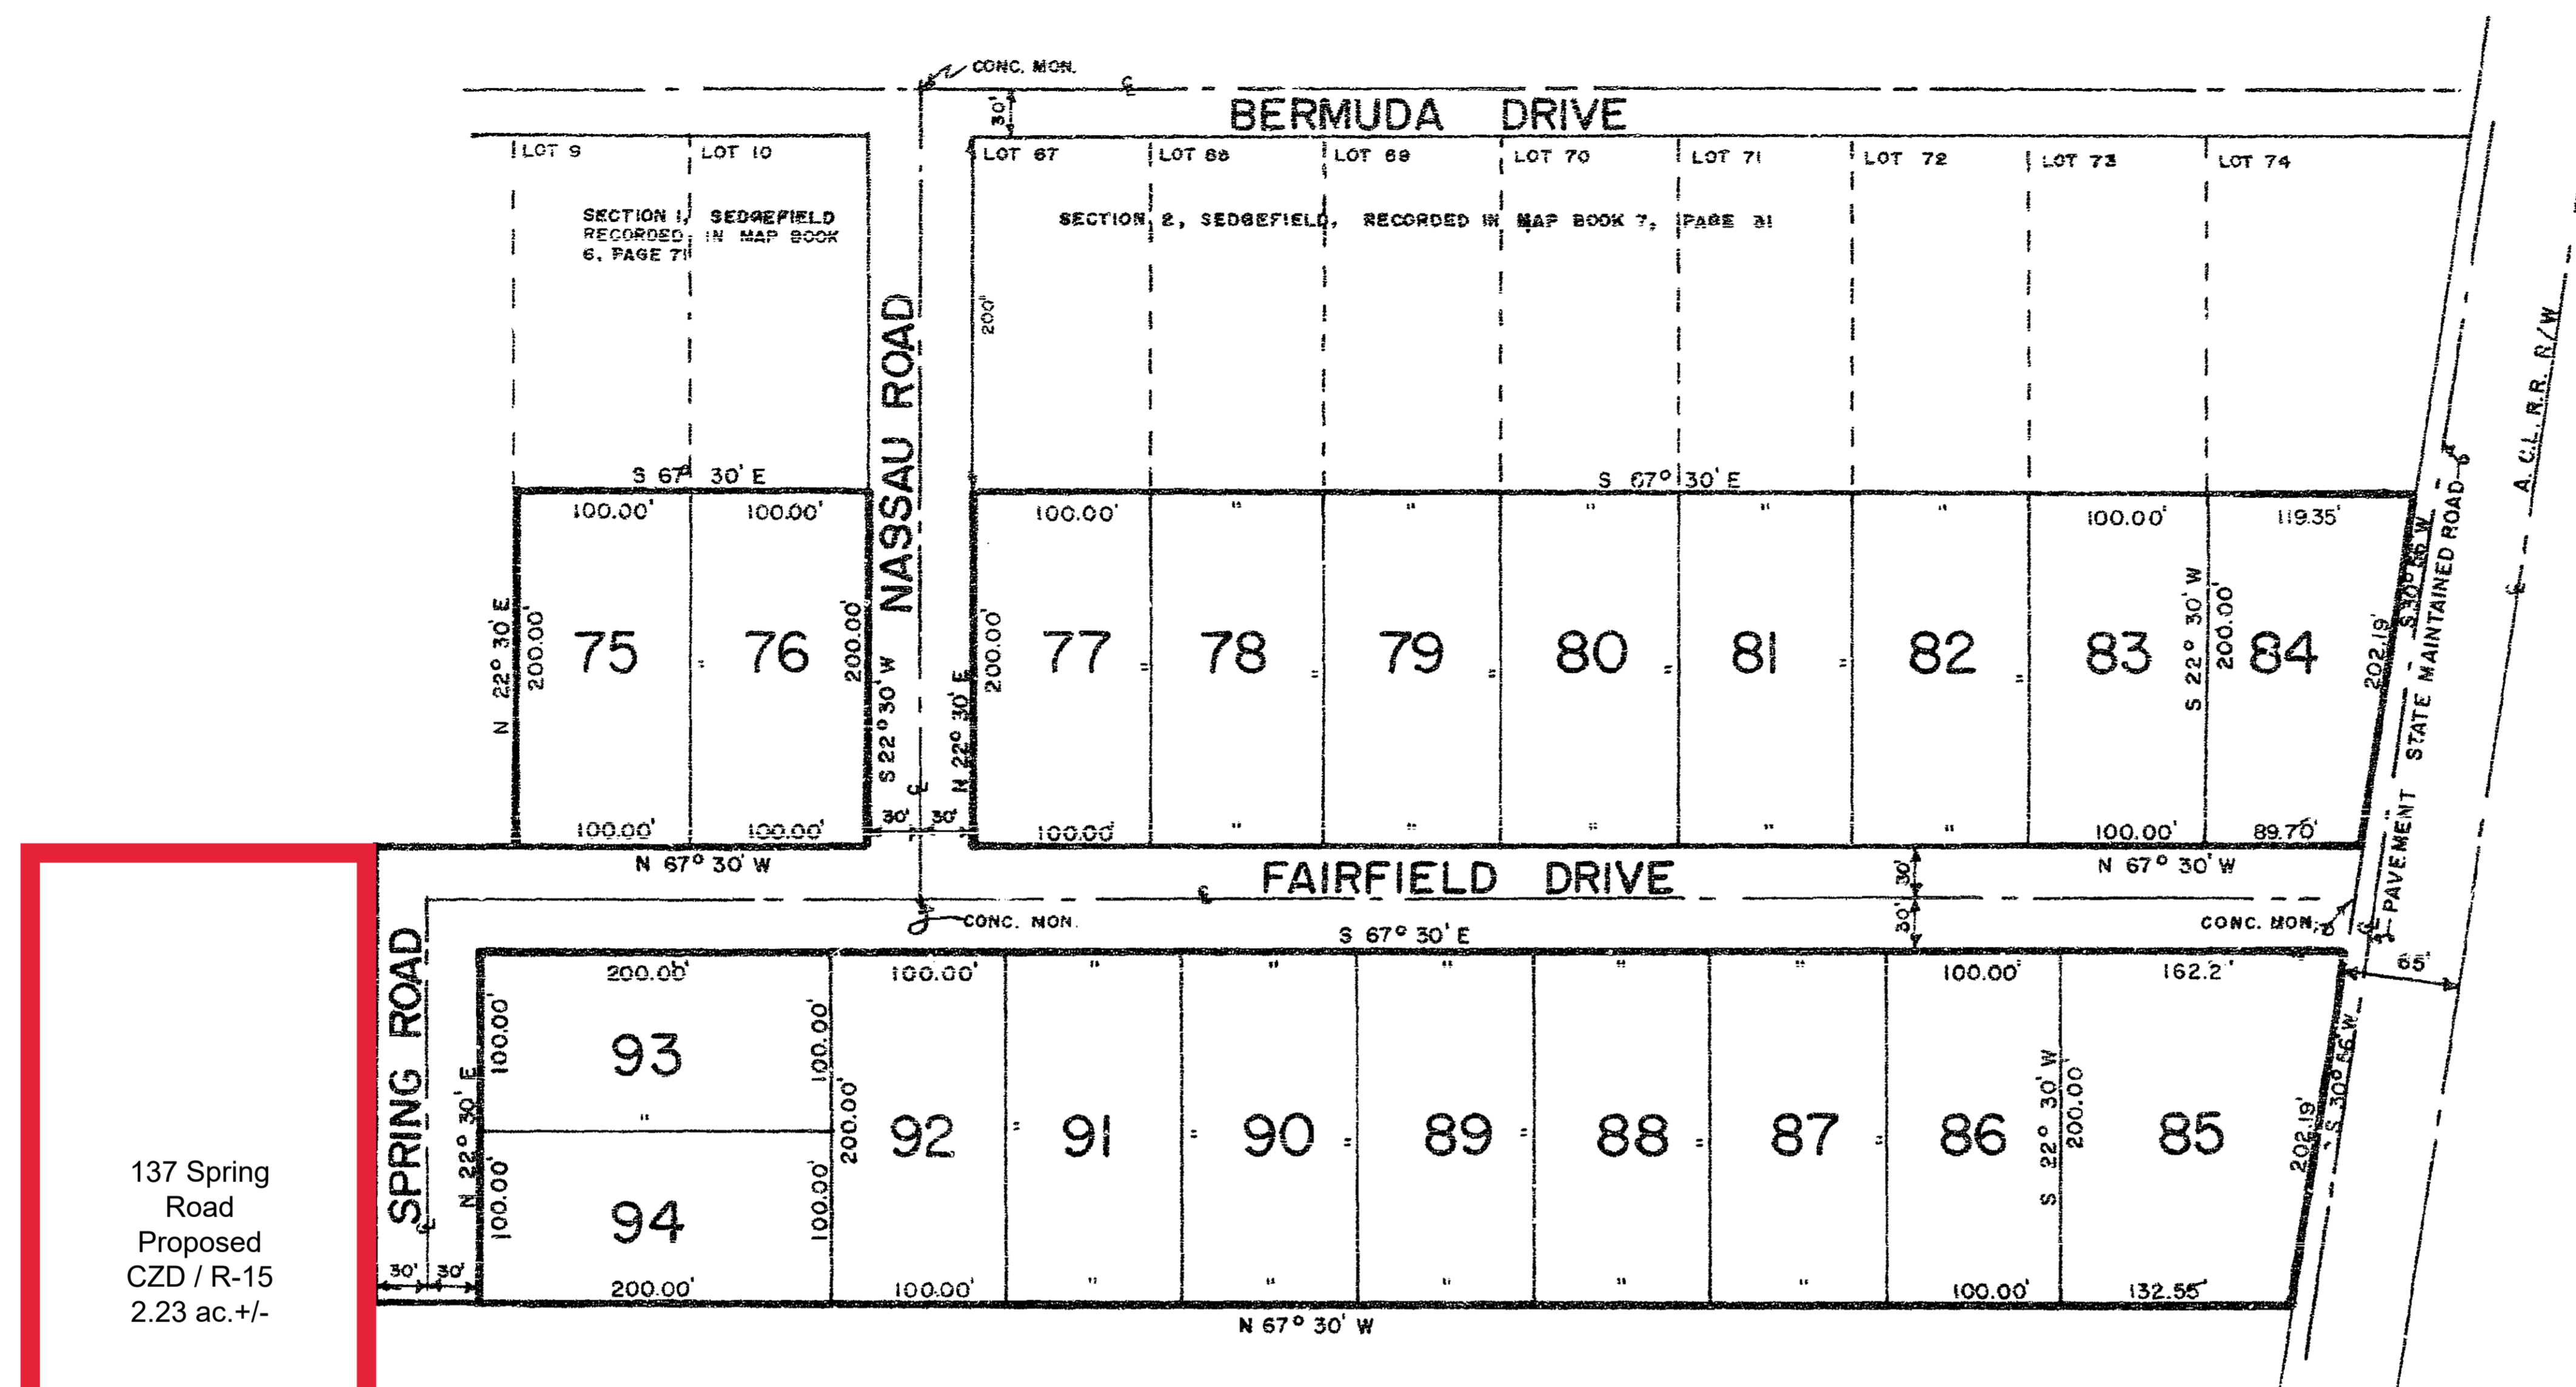 CONC. MON.
℄
30'
BERMUDA DRIVE
LOT 9
LOT 10
LOT 67
LOT 68
LOT 69
LOT 70
LOT 71
LOT 72
LOT 73
LOT 74
SECTION 1, SEDGEFIELD
RECORDED IN MAP BOOK
6, PAGE 71
SECTION 2, SEDGEFIELD, RECORDED IN MAP BOOK 7, PAGE 31
200'
NASSAU ROAD
A. C.L. R.R. R/W
℄
S 67° 30' E
S 67° 30' E
100.00'
100.00'
100.00'
"
"
"
"
"
100.00'
119.35'
N 22° 30' E
200.00'
75
"
76
200.00'
S 22° 30' W
℄
N 22° 30' E
200.00'
77
"
78
"
79
"
80
"
81
"
82
"
83
S 22° 30' W
200.00'
84
202.19'
PAVEMENT STATE MAINTAINED ROAD
100.00'
100.00'
30'
30'
100.00'
"
"
"
"
"
100.00'
89.70'
N 67° 30' W
N 67° 30' W
FAIRFIELD DRIVE
℄
30'
30'
CONC. MON.
CONC. MON.
S 67° 30' E
65'
SPRING ROAD
℄
30'
30'
N 22° 30' E
200.00'
100.00'
93
100.00'
"
100.00'
94
100.00'
200.00'
100.00'
"
"
"
"
"
100.00'
162.2'
200.00'
92
"
91
"
90
"
89
"
88
"
87
"
86
S 22° 30' W
200.00'
85
202.19'
100.00'
"
"
"
"
"
100.00'
132.55'
N 67° 30' W
137 Spring
Road
Proposed
CZD / R-15
2.23 ac.+/-